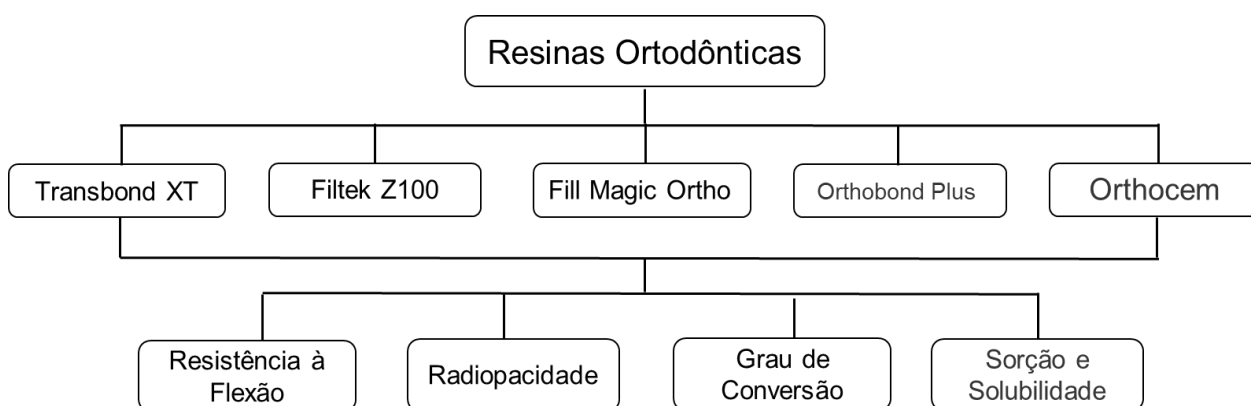 Resinas Ortodônticas
Transbond XT
Filtek Z100
Fill Magic Ortho
Orthobond Plus
Orthocem
Resistência à
Flexão
Radiopacidade
Grau de
Conversão
Sorção e
Solubilidade